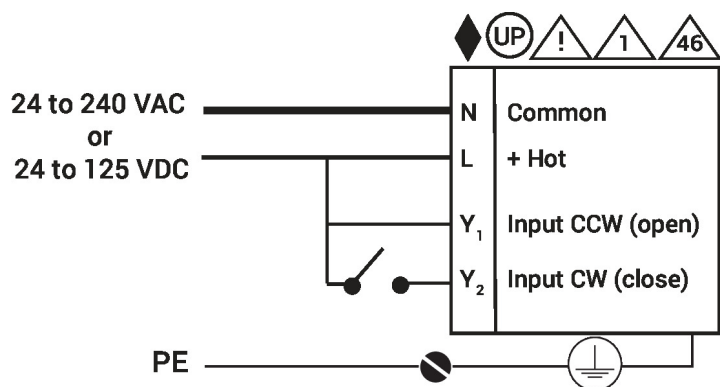 UP ! 1 46
24 to 240 VAC
or
24 to 125 VDC
N Common
L + Hot
Y₁ Input CCW (open)
Y₂ Input CW (close)
PE